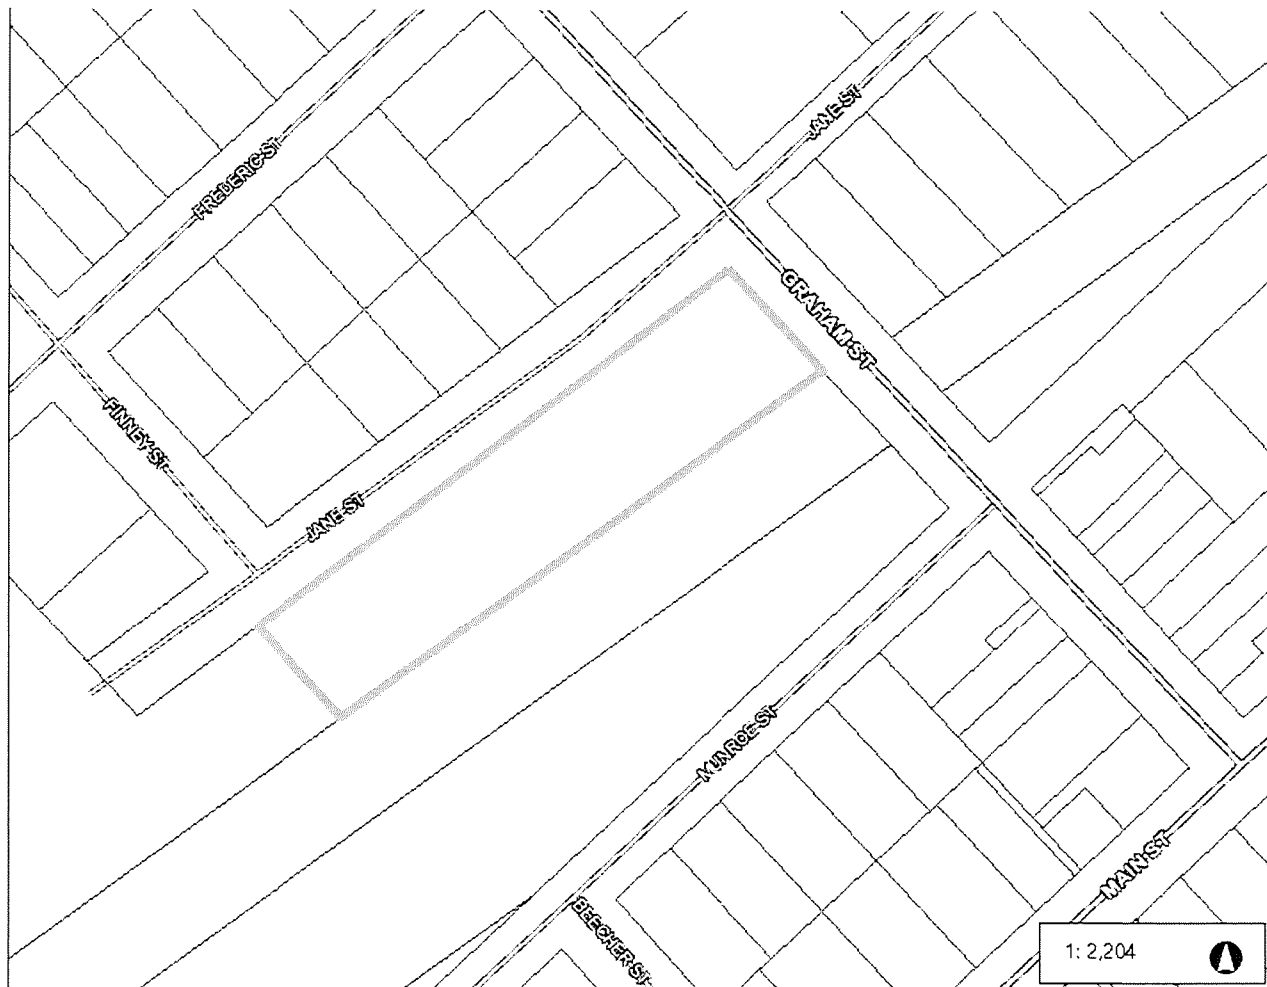 JANE ST
FREDERIC ST
GRAHAM ST
FINNEY ST
JANE ST
MUNROE ST
MAIN ST
BEECHER ST
1: 2,204